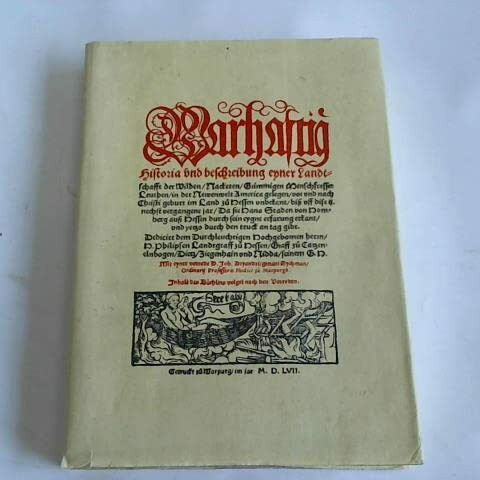 Warhaftig
Historia vnd beschreibung eyner Landt-
schafft der Wilden/Nacketen/Grimmigen Menschfresser
Leuthen/in der Newenwelt America gelegen/vor vnd nach
Christi geburt im Land zů Hessen vnbekant/biß vff dise ij.
nechst vergangene jar/Da sie Hans Staden von Hom-
berg auß Hessen durch sein eygne erfarung erkant/
vnd yetzo durch den truck an tag gibt.
Dediciert dem Durchleuchtigen Hochgebornen herrn/
H. Philipsen Landtgraff zů Hessen/Graff zů Catzen-
elnbogen/Dietz/Ziegenhain vnd Nidda/seinem G.H.
Mit eyner vorrede D. Joh. Dryandri/genant Eychman/
Ordinarij Professoris Medici zů Marpurgk.
Inhalt des Büchlins volget nach den Vorreden.
Getruckt zů Marpurg/im jar M. D. LVII.